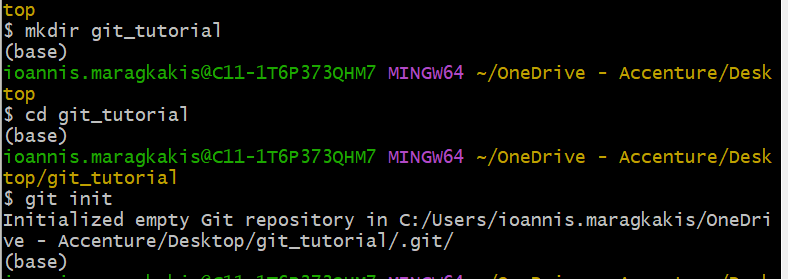 top
$ mkdir git_tutorial
(base)
ioannis.maragkakis@C11-1T6P373QHM7 MINGW64 ~/OneDrive - Accenture/Desk
top
$ cd git_tutorial
(base)
ioannis.maragkakis@C11-1T6P373QHM7 MINGW64 ~/OneDrive - Accenture/Desk
top/git_tutorial
$ git init
Initialized empty Git repository in C:/Users/ioannis.maragkakis/OneDri
ve - Accenture/Desktop/git_tutorial/.git/
(base)